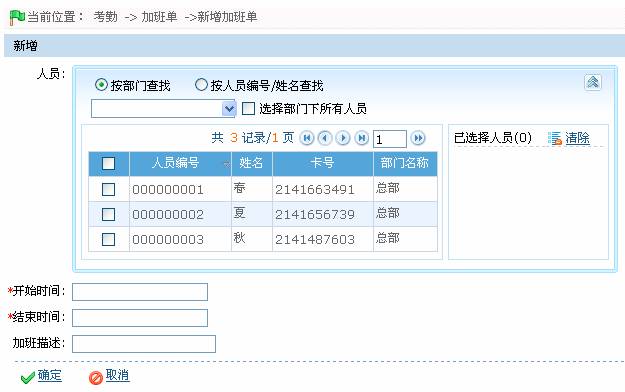 当前位置： 考勤 -> 加班单 ->新增加班单
新增
人员：
按部门查找 按人员编号/姓名查找
选择部门下所有人员
共 3 记录/1 页 1
已选择人员(0) 清除
人员编号 姓名 卡号 部门名称
000000001 春 2141663491 总部
000000002 夏 2141656739 总部
000000003 秋 2141487603 总部
*开始时间：
*结束时间：
加班描述：
确定 取消